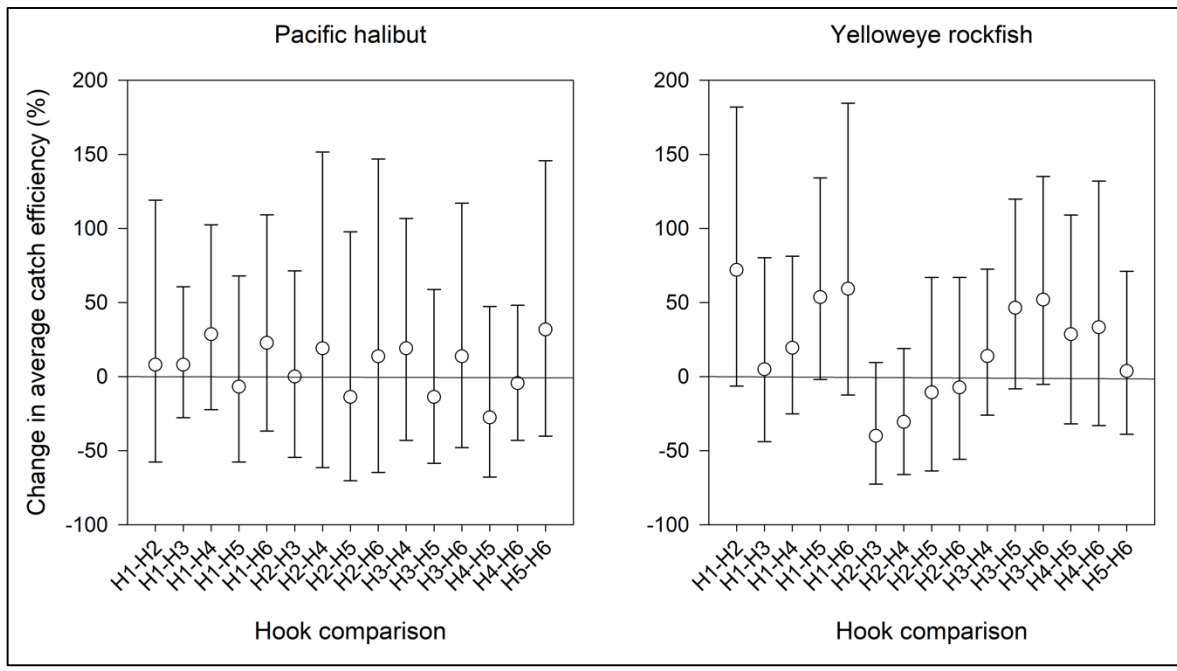 Pacific halibut
Change in average catch efficiency (%)
200
150
100
50
0
-50
-100
H1-H2
H1-H3
H1-H4
H1-H5
H1-H6
H2-H3
H2-H4
H2-H5
H2-H6
H3-H4
H3-H5
H3-H6
H4-H5
H4-H6
H5-H6
Hook comparison
Yelloweye rockfish
200
150
100
50
0
-50
-100
H1-H2
H1-H3
H1-H4
H1-H5
H1-H6
H2-H3
H2-H4
H2-H5
H2-H6
H3-H4
H3-H5
H3-H6
H4-H5
H4-H6
H5-H6
Hook comparison